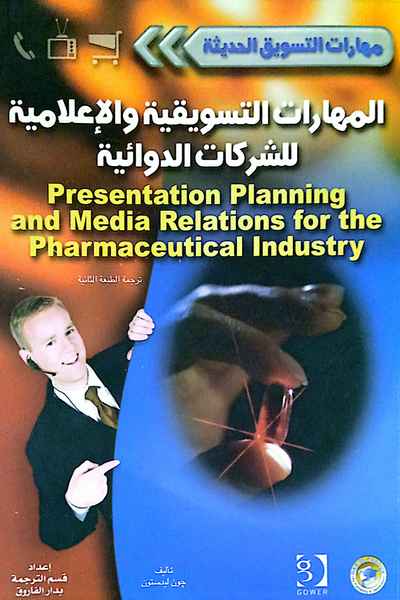 مهارات التسويق الحديثة
المهارات التسويقية والإعلامية
للشركات الدوائية
Presentation Planning
and Media Relations for the
Pharmaceutical Industry
ترجمة الطبعة الثانية
تأليف
جون ليدستون
إعداد
قسم الترجمة
بدار الفاروق
g
GOWER